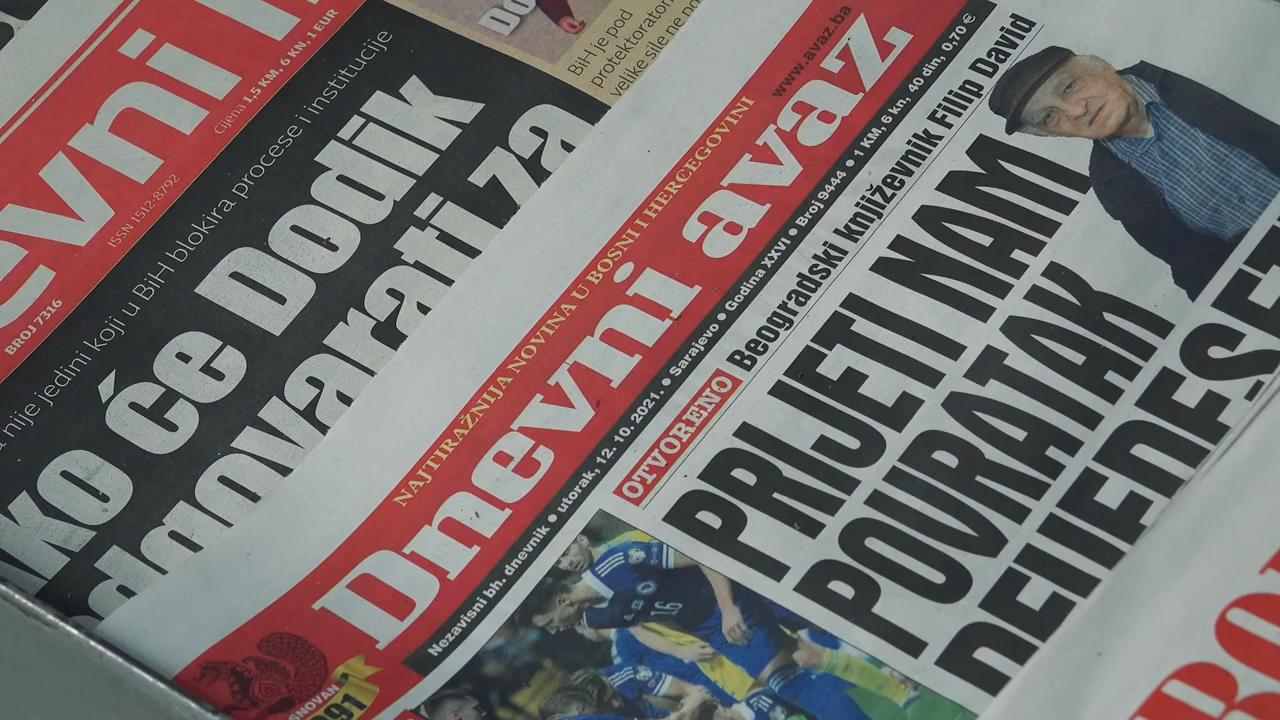 evni
Cijena 1,5 KM, 6 KN, 1 EUR
ISSN 1512-8792
BROJ 7316
nije jedini koji u BiH blokira procese i institucije
ko će Dodik
za
BiH je pod
protektoratom
velike sile ne
www.avaz.ba
NAJTIRAŽNIJA NOVINA U BOSNI I HERCEGOVINI
Dnevni avaz
Nezavisni bh. dnevnik • utorak, 12. 10. 2021. • Sarajevo • Godina XXVI • Broj 9444 • 1 KM, 6 kn, 40 din, 0,70 €
OTVORENO Beogradski književnik Filip David
PRIJETI NAM
POVRATAK
16